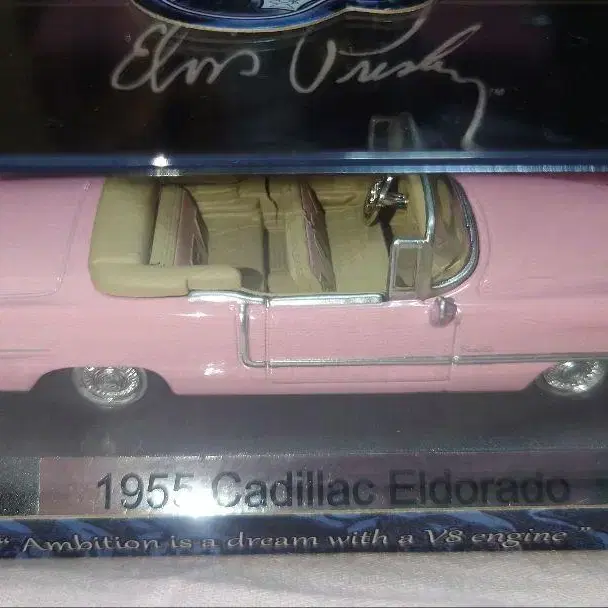 Elvis Presley
1955 Cadillac Eldorado
“ Ambition is a dream with a V8 engine ”